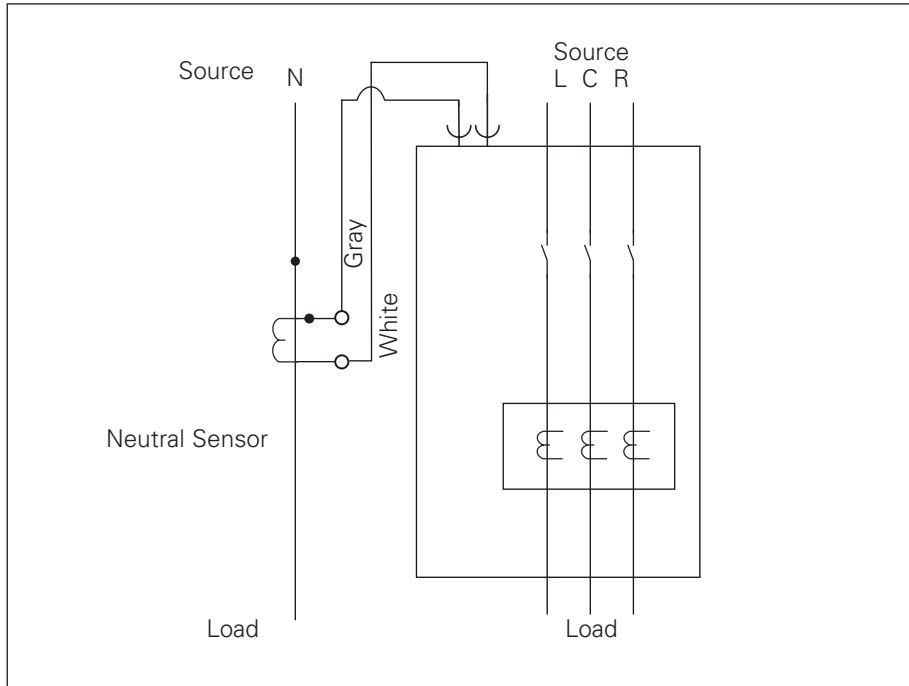 Source
L C R
Source N
Gray
White
Neutral Sensor
Load
Load